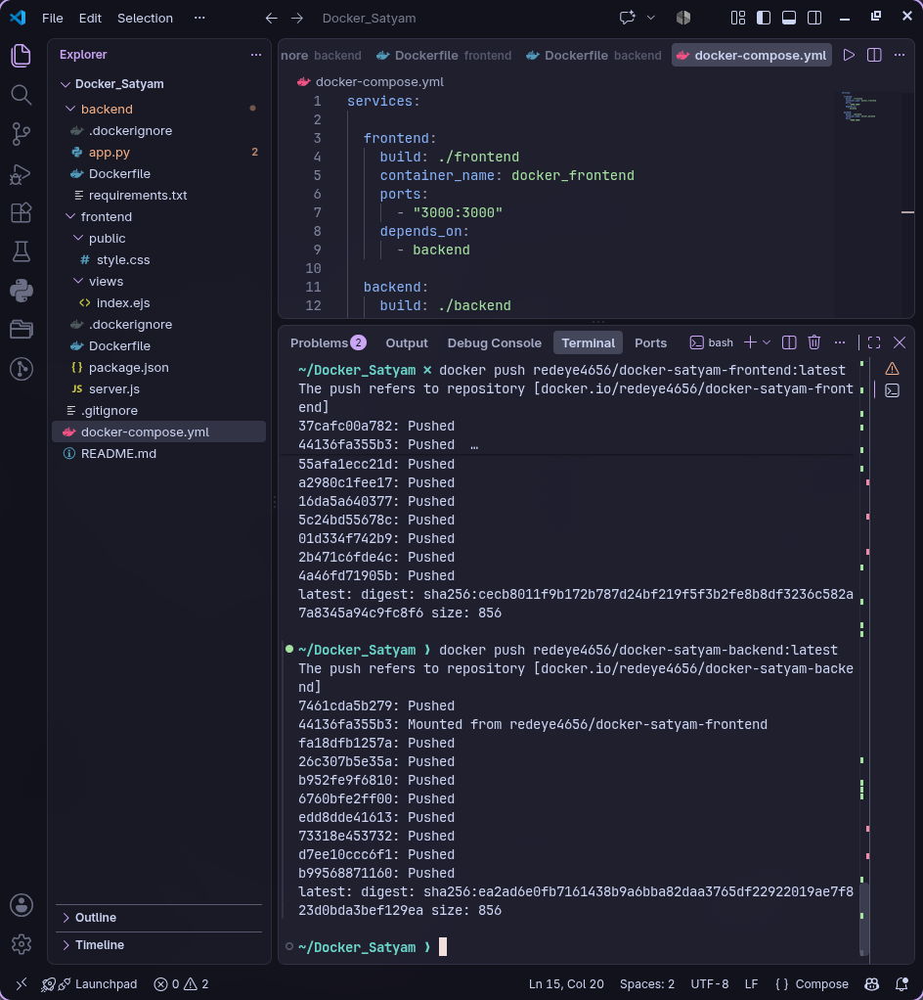 File Edit Selection ··· Docker_Satyam
Explorer ···
Docker_Satyam
backend
.dockerignore
app.py 2
Dockerfile
requirements.txt
frontend
public
# style.css
views
<> index.ejs
.dockerignore
Dockerfile
{} package.json
JS server.js
.gitignore
docker-compose.yml
README.md
Outline
Timeline
nore backend Dockerfile frontend Dockerfile backend docker-compose.yml ···
docker-compose.yml
1 services:
2
3 frontend:
4 build: ./frontend
5 container_name: docker_frontend
6 ports:
7 - "3000:3000"
8 depends_on:
9 - backend
10
11 backend:
12 build: ./backend
Problems 2 Output Debug Console Terminal Ports bash ···
~/Docker_Satyam × docker push redeye4656/docker-satyam-frontend:latest
The push refers to repository [docker.io/redeye4656/docker-satyam-front
end]
37cafc00a782: Pushed
44136fa355b3: Pushed …
55afa1ecc21d: Pushed
a2980c1fee17: Pushed
16da5a640377: Pushed
5c24bd55678c: Pushed
01d334f742b9: Pushed
2b471c6fde4c: Pushed
4a46fd71905b: Pushed
latest: digest: sha256:cecb8011f9b172b787d24bf219f5f3b2fe8b8df3236c582a
7a8345a94c9fc8f6 size: 856
~/Docker_Satyam ❯ docker push redeye4656/docker-satyam-backend:latest
The push refers to repository [docker.io/redeye4656/docker-satyam-backe
nd]
7461cda5b279: Pushed
44136fa355b3: Mounted from redeye4656/docker-satyam-frontend
fa18dfb1257a: Pushed
26c307b5e35a: Pushed
b952fe9f6810: Pushed
6760bfe2ff00: Pushed
edd8dde41613: Pushed
73318e453732: Pushed
d7ee10ccc6f1: Pushed
b99568871160: Pushed
latest: digest: sha256:ea2ad6e0fb7161438b9a6bba82daa3765df22922019ae7f8
23d0bda3bef129ea size: 856
~/Docker_Satyam ❯
Launchpad 0 2 Ln 15, Col 20 Spaces: 2 UTF-8 LF {} Compose